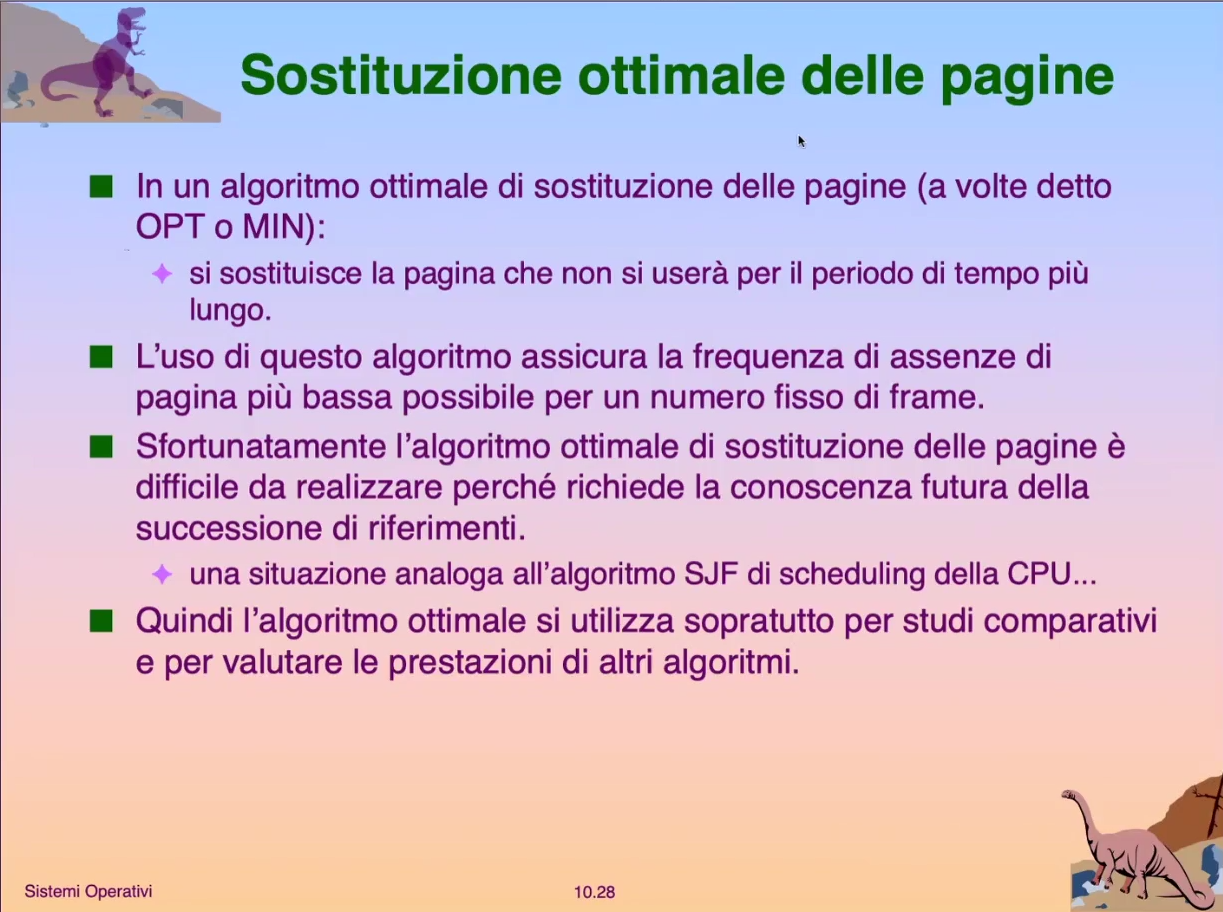 Sostituzione ottimale delle pagine
In un algoritmo ottimale di sostituzione delle pagine (a volte detto
OPT o MIN):
si sostituisce la pagina che non si userà per il periodo di tempo più
lungo.
L'uso di questo algoritmo assicura la frequenza di assenze di
pagina più bassa possibile per un numero fisso di frame.
Sfortunatamente l'algoritmo ottimale di sostituzione delle pagine è
difficile da realizzare perché richiede la conoscenza futura della
successione di riferimenti.
una situazione analoga all'algoritmo SJF di scheduling della CPU...
Quindi l'algoritmo ottimale si utilizza sopratutto per studi comparativi
e per valutare le prestazioni di altri algoritmi.
Sistemi Operativi
10.28